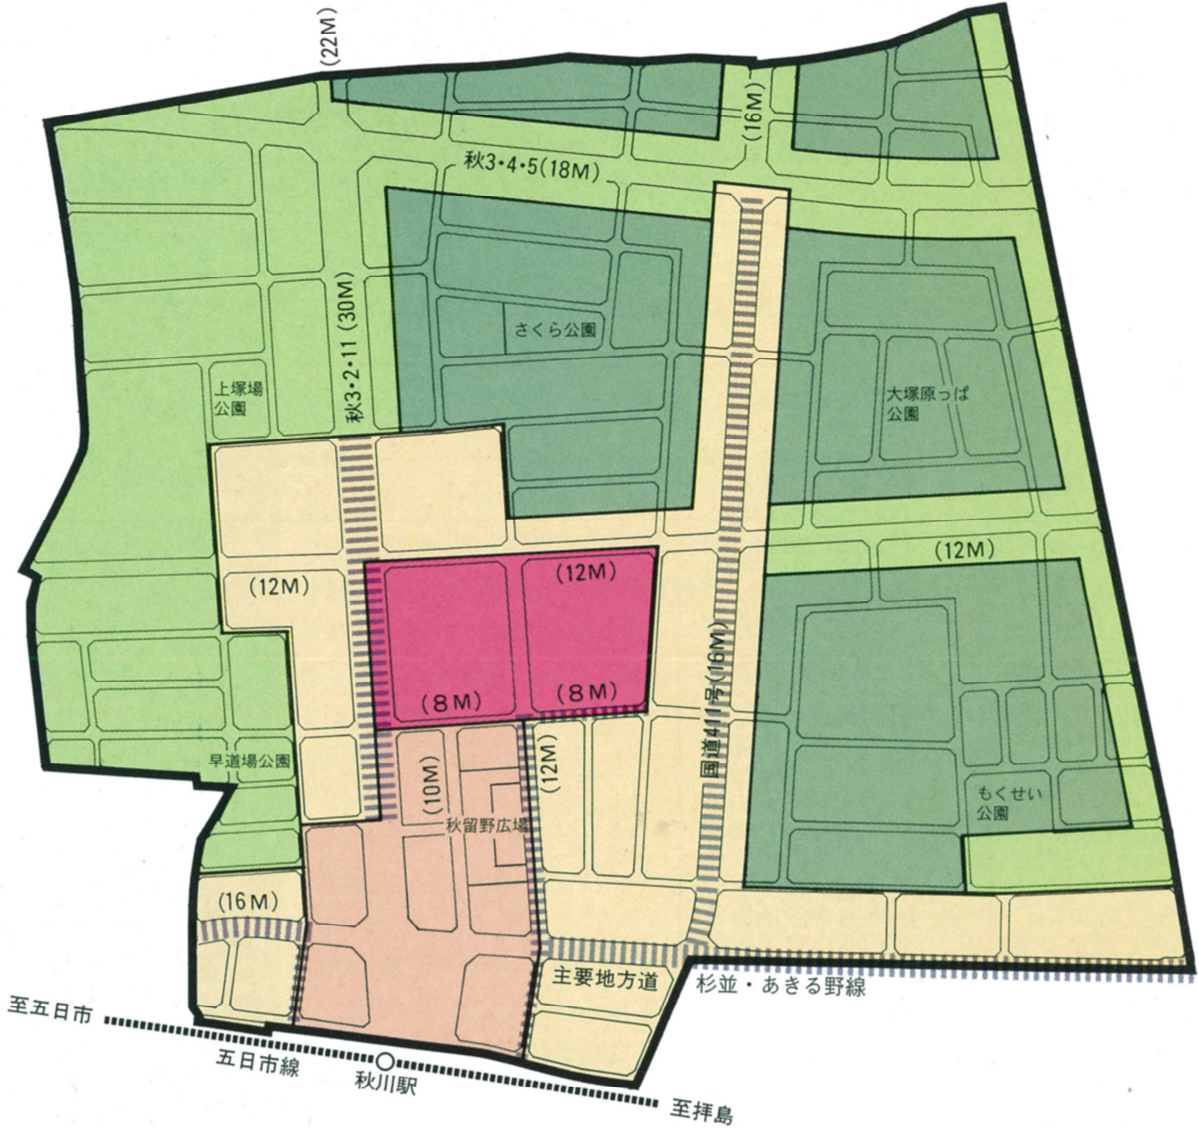 (22M)
(16M)
秋3・4・5(18M)
秋3・2・11(30M)
さくら公園
上塚場
公園
大塚原っぱ
公園
(12M)
(12M)
(12M)
(8M)
(8M)
国道411号(16M)
早道場公園
(10M)
(12M)
秋留野広場
もくせい
公園
(16M)
主要地方道
杉並・あきる野線
至五日市
五日市線
秋川駅
至拝島